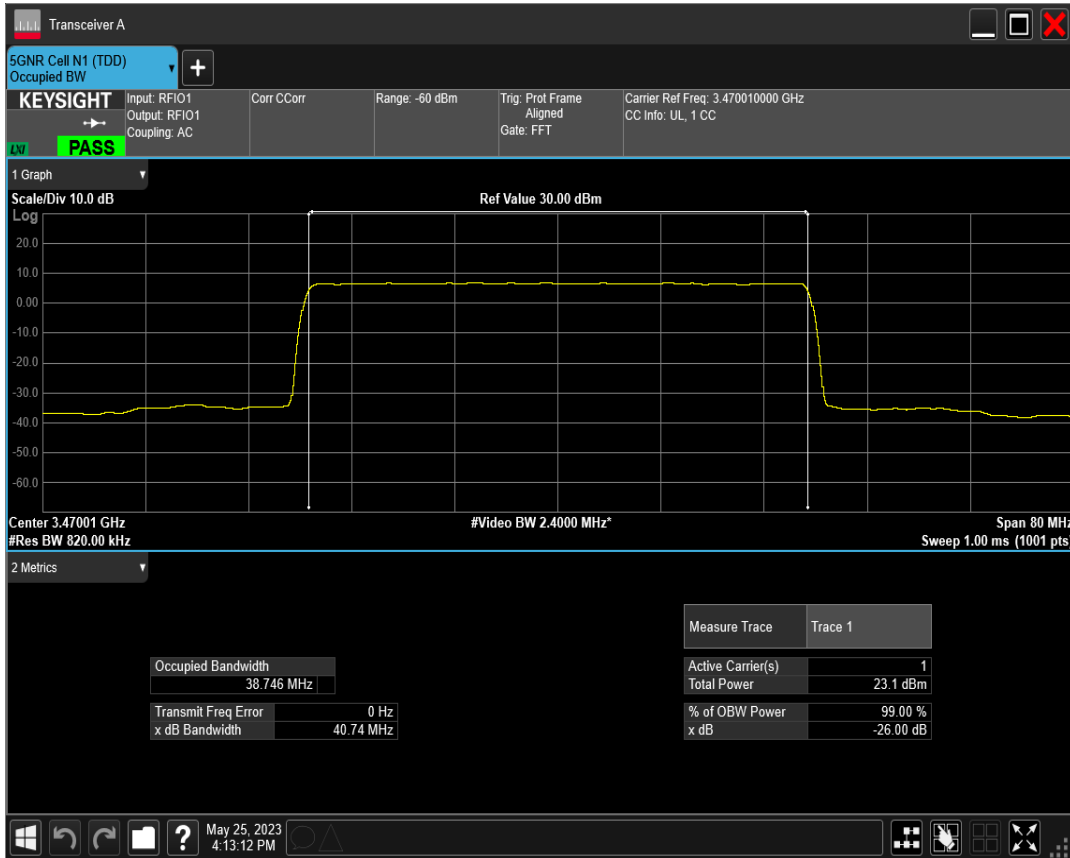 Transceiver A
5GNR Cell N1 (TDD)
Occupied BW
+
KEYSIGHT
LXI
PASS
Input: RFIO1
Output: RFIO1
Coupling: AC
Corr CCorr
Range: -60 dBm
Trig: Prot Frame
Aligned
Gate: FFT
Carrier Ref Freq: 3.470010000 GHz
CC Info: UL, 1 CC
1 Graph
Scale/Div 10.0 dB
Ref Value 30.00 dBm
Log
20.0
10.0
0.00
-10.0
-20.0
-30.0
-40.0
-50.0
-60.0
Center 3.47001 GHz
#Video BW 2.4000 MHz*
Span 80 MHz
#Res BW 820.00 kHz
Sweep 1.00 ms (1001 pts)
2 Metrics
Measure Trace Trace 1
Occupied Bandwidth
38.746 MHz
Transmit Freq Error 0 Hz
x dB Bandwidth 40.74 MHz
Active Carrier(s) 1
Total Power 23.1 dBm
% of OBW Power 99.00 %
x dB -26.00 dB
?
May 25, 2023
4:13:12 PM